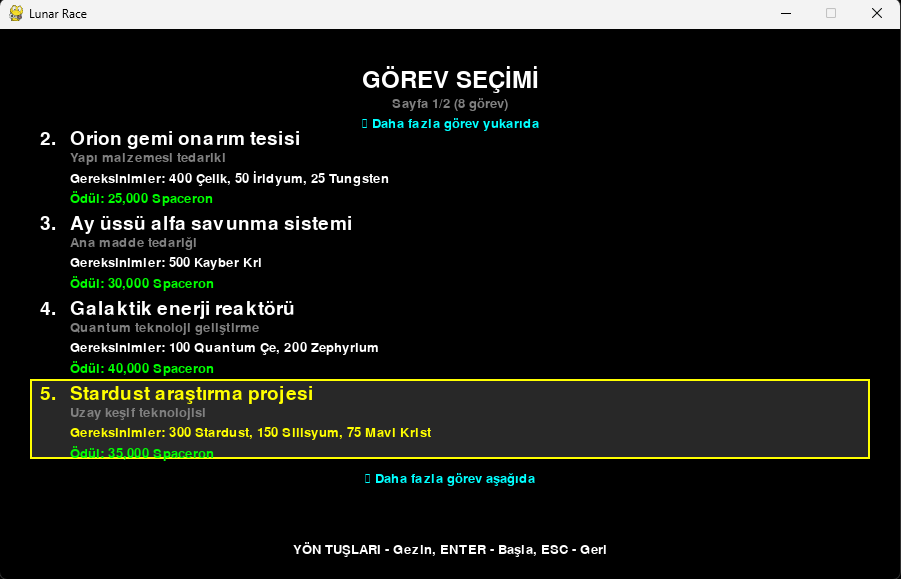 Lunar Race
GÖREV SEÇİMİ
Sayfa 1/2 (8 görev)
Daha fazla görev yukarıda
2. Orion gemi onarım tesisi
Yapı malzemesi tedariki
Gereksinimler: 400 Çelik, 50 İridyum, 25 Tungsten
Ödül: 25,000 Spaceron
3. Ay üssü alfa savunma sistemi
Ana madde tedariği
Gereksinimler: 500 Kayber Kri
Ödül: 30,000 Spaceron
4. Galaktik enerji reaktörü
Quantum teknoloji geliştirme
Gereksinimler: 100 Quantum Çe, 200 Zephyrium
Ödül: 40,000 Spaceron
5. Stardust araştırma projesi
Uzay keşif teknolojisi
Gereksinimler: 300 Stardust, 150 Silisyum, 75 Mavi Krist
Ödül: 35,000 Spaceron
Daha fazla görev aşağıda
YÖN TUŞLARI - Gezin, ENTER - Başla, ESC - Geri